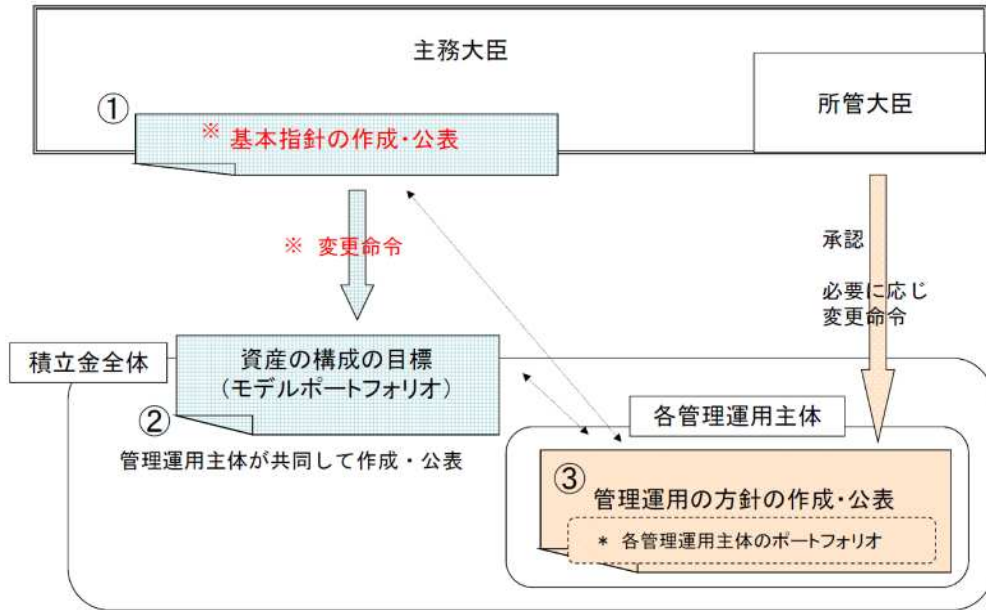 主務大臣
所管大臣
①
※ 基本指針の作成・公表
※ 変更命令
承認
必要に応じ
変更命令
積立金全体
資産の構成の目標
(モデルポートフォリオ)
②
管理運用主体が共同して作成・公表
各管理運用主体
③
管理運用の方針の作成・公表
* 各管理運用主体のポートフォリオ